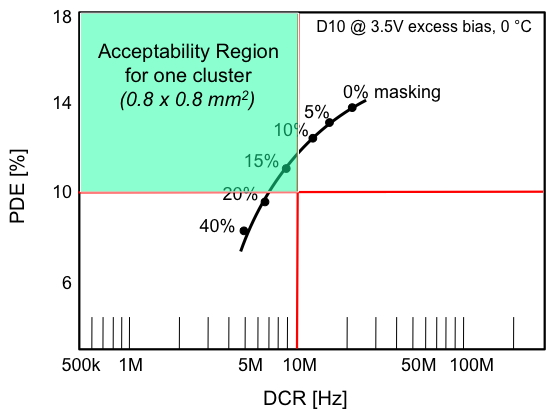 18
D10 @ 3.5V excess bias, 0 °C
Acceptability Region
for one cluster
(0.8 x 0.8 mm²)
14
0% masking
5%
10%
15%
10
20%
40%
6
PDE [%]
500k 1M 5M 10M 50M 100M
DCR [Hz]